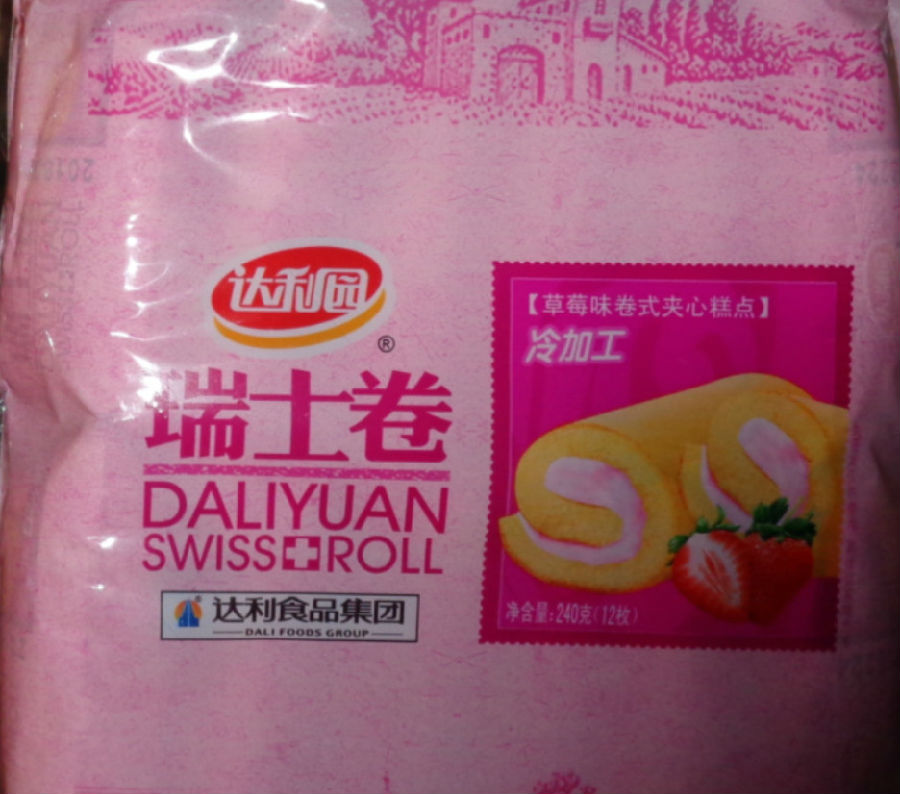 达利园
®
瑞士卷
DALIYUAN
SWISS ROLL
达利食品集团
DALI FOODS GROUP
【草莓味卷式夹心糕点】
冷加工
净含量:240克(12枚)